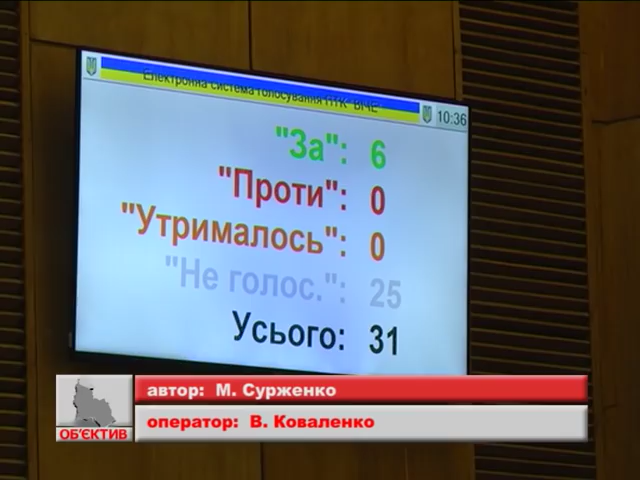 Електронна система голосування ПТК "ВІЧЕ"
10:36
"За": 6
"Проти": 0
"Утрималось": 0
"Не голос.": 25
Усього: 31
автор: М. Сурженко
оператор: В. Коваленко
ОБ'ЄКТИВ